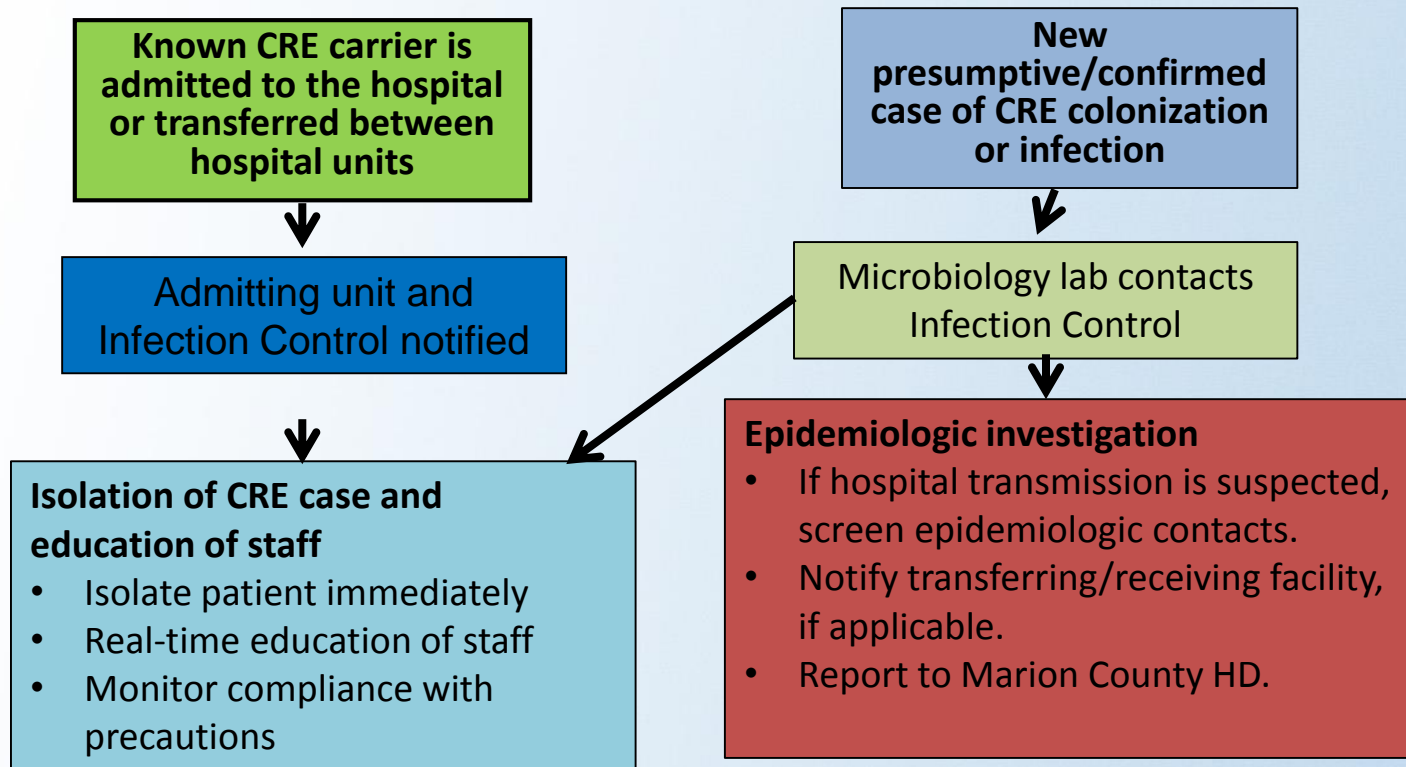 Known CRE carrier is
admitted to the hospital
or transferred between
hospital units
New
presumptive/confirmed
case of CRE colonization
or infection
Admitting unit and
Infection Control notified
Microbiology lab contacts
Infection Control
Isolation of CRE case and
education of staff
• Isolate patient immediately
• Real-time education of staff
• Monitor compliance with
precautions
Epidemiologic investigation
• If hospital transmission is suspected,
screen epidemiologic contacts.
• Notify transferring/receiving facility,
if applicable.
• Report to Marion County HD.